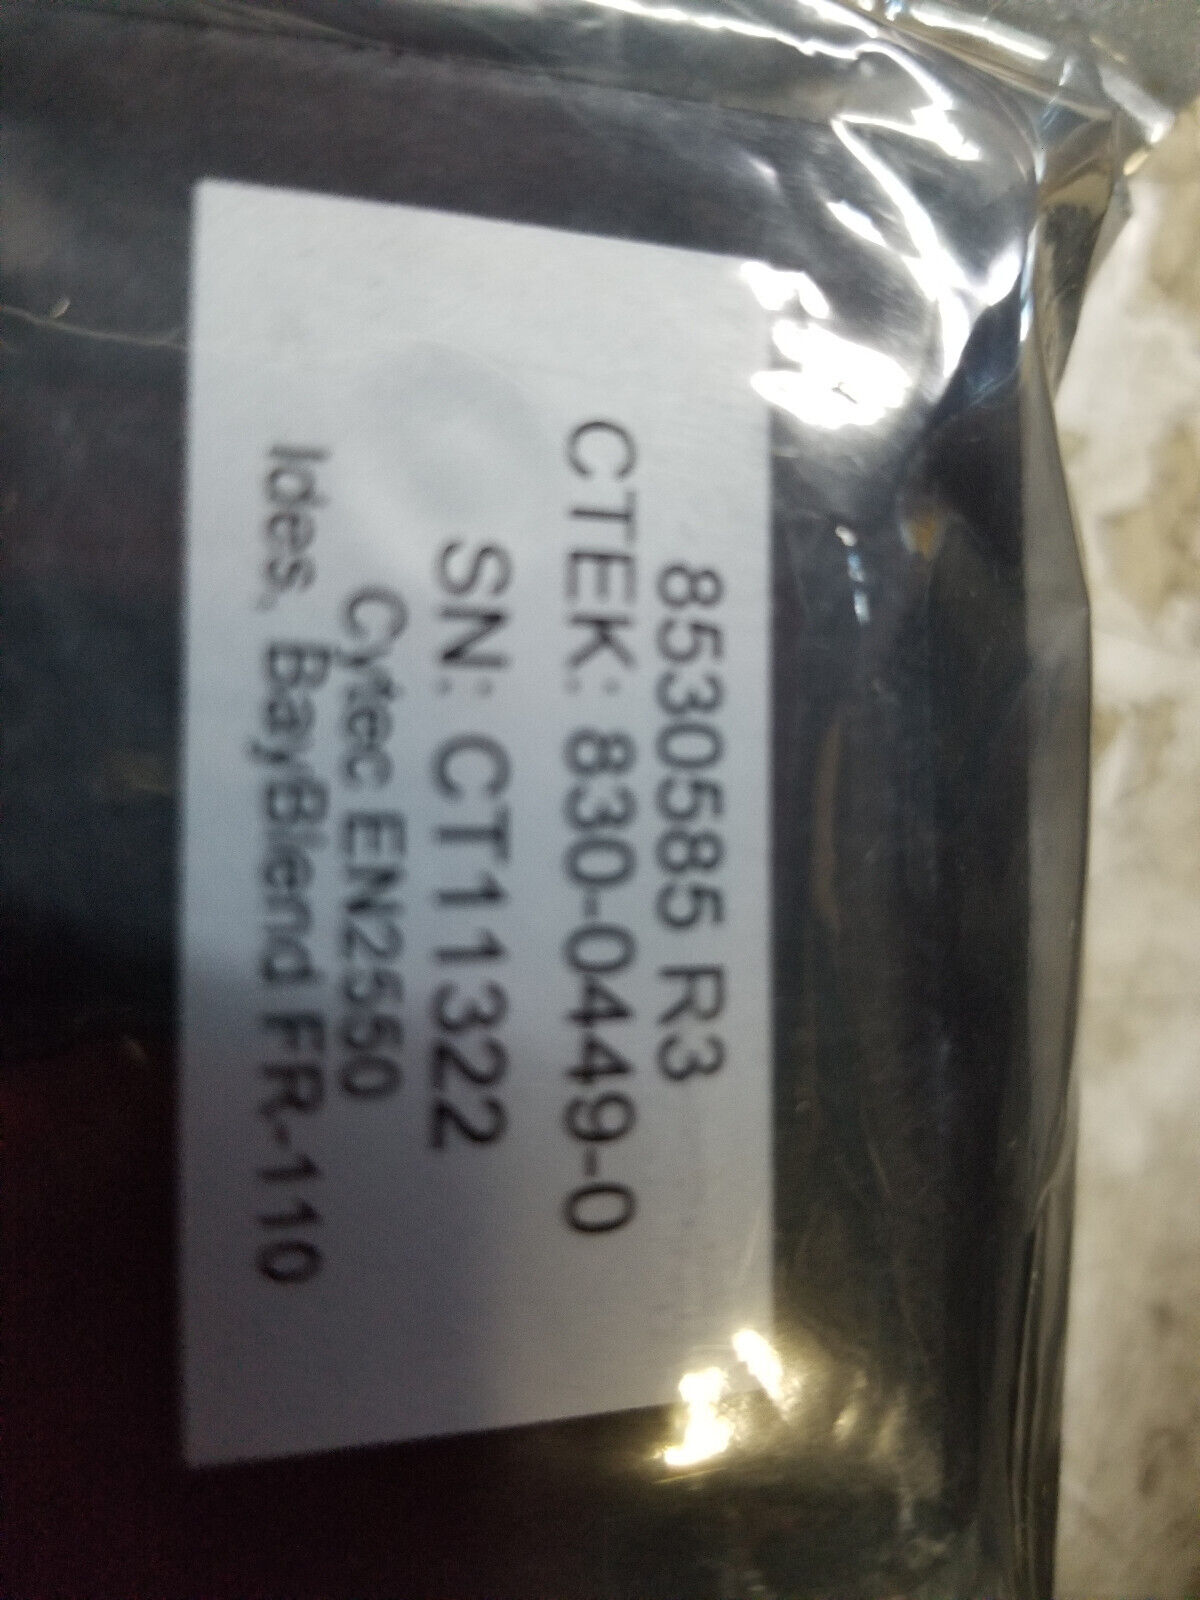 8530585 R3
CTEK: 830-0449-0
SN: CT11322
Cytec EN2550
Ides, BayBlend FR-110